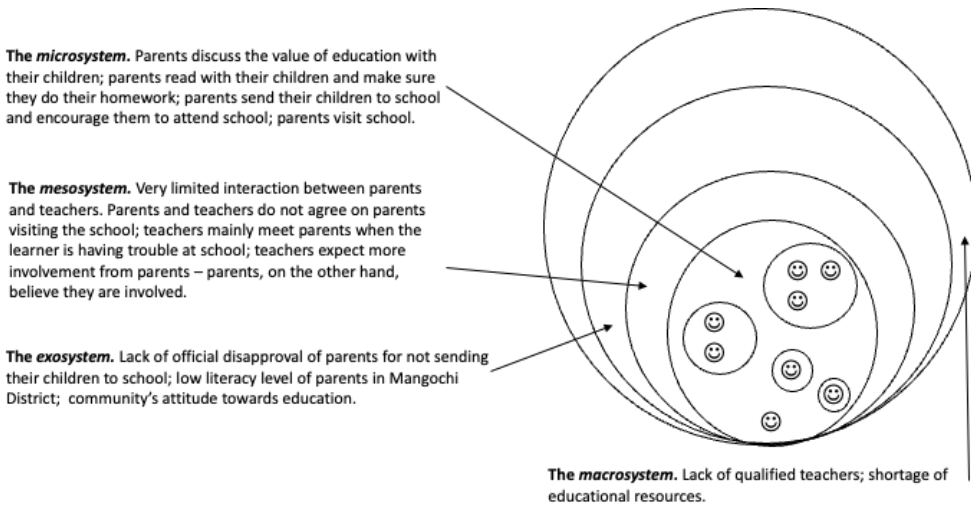 The microsystem. Parents discuss the value of education with
their children; parents read with their children and make sure
they do their homework; parents send their children to school
and encourage them to attend school; parents visit school.
The mesosystem. Very limited interaction between parents
and teachers. Parents and teachers do not agree on parents
visiting the school; teachers mainly meet parents when the
learner is having trouble at school; teachers expect more
involvement from parents – parents, on the other hand,
believe they are involved.
The exosystem. Lack of official disapproval of parents for not sending
their children to school; low literacy level of parents in Mangochi
District; community's attitude towards education.
The macrosystem. Lack of qualified teachers; shortage of
educational resources.